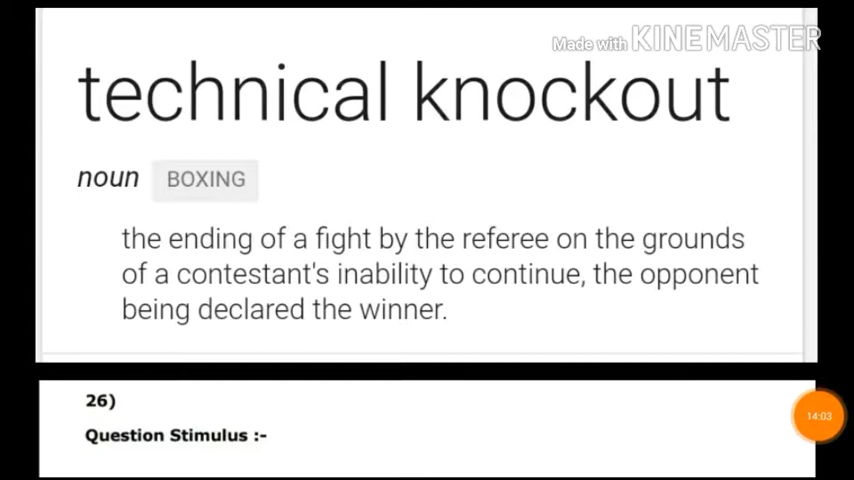 Made with KINEMASTER
technical knockout
noun BOXING
the ending of a fight by the referee on the grounds
of a contestant's inability to continue, the opponent
being declared the winner.
26)
14:03
Question Stimulus :-